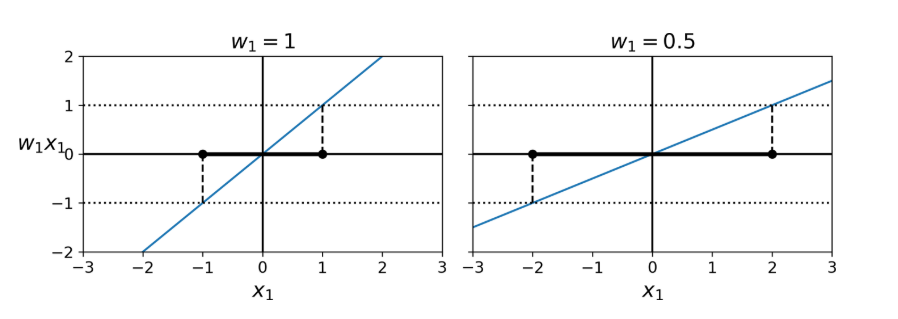 w₁ = 1
w₁ = 0.5
w₁x₁
2
1
0
−1
−2
−3 −2 −1 0 1 2 3
−3 −2 −1 0 1 2 3
x₁
x₁